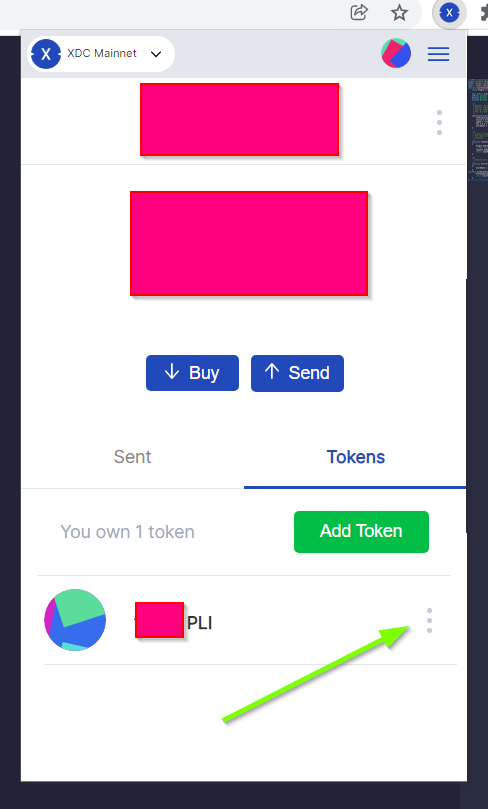 X
X XDC Mainnet
Buy Send
Sent Tokens
You own 1 token Add Token
PLI